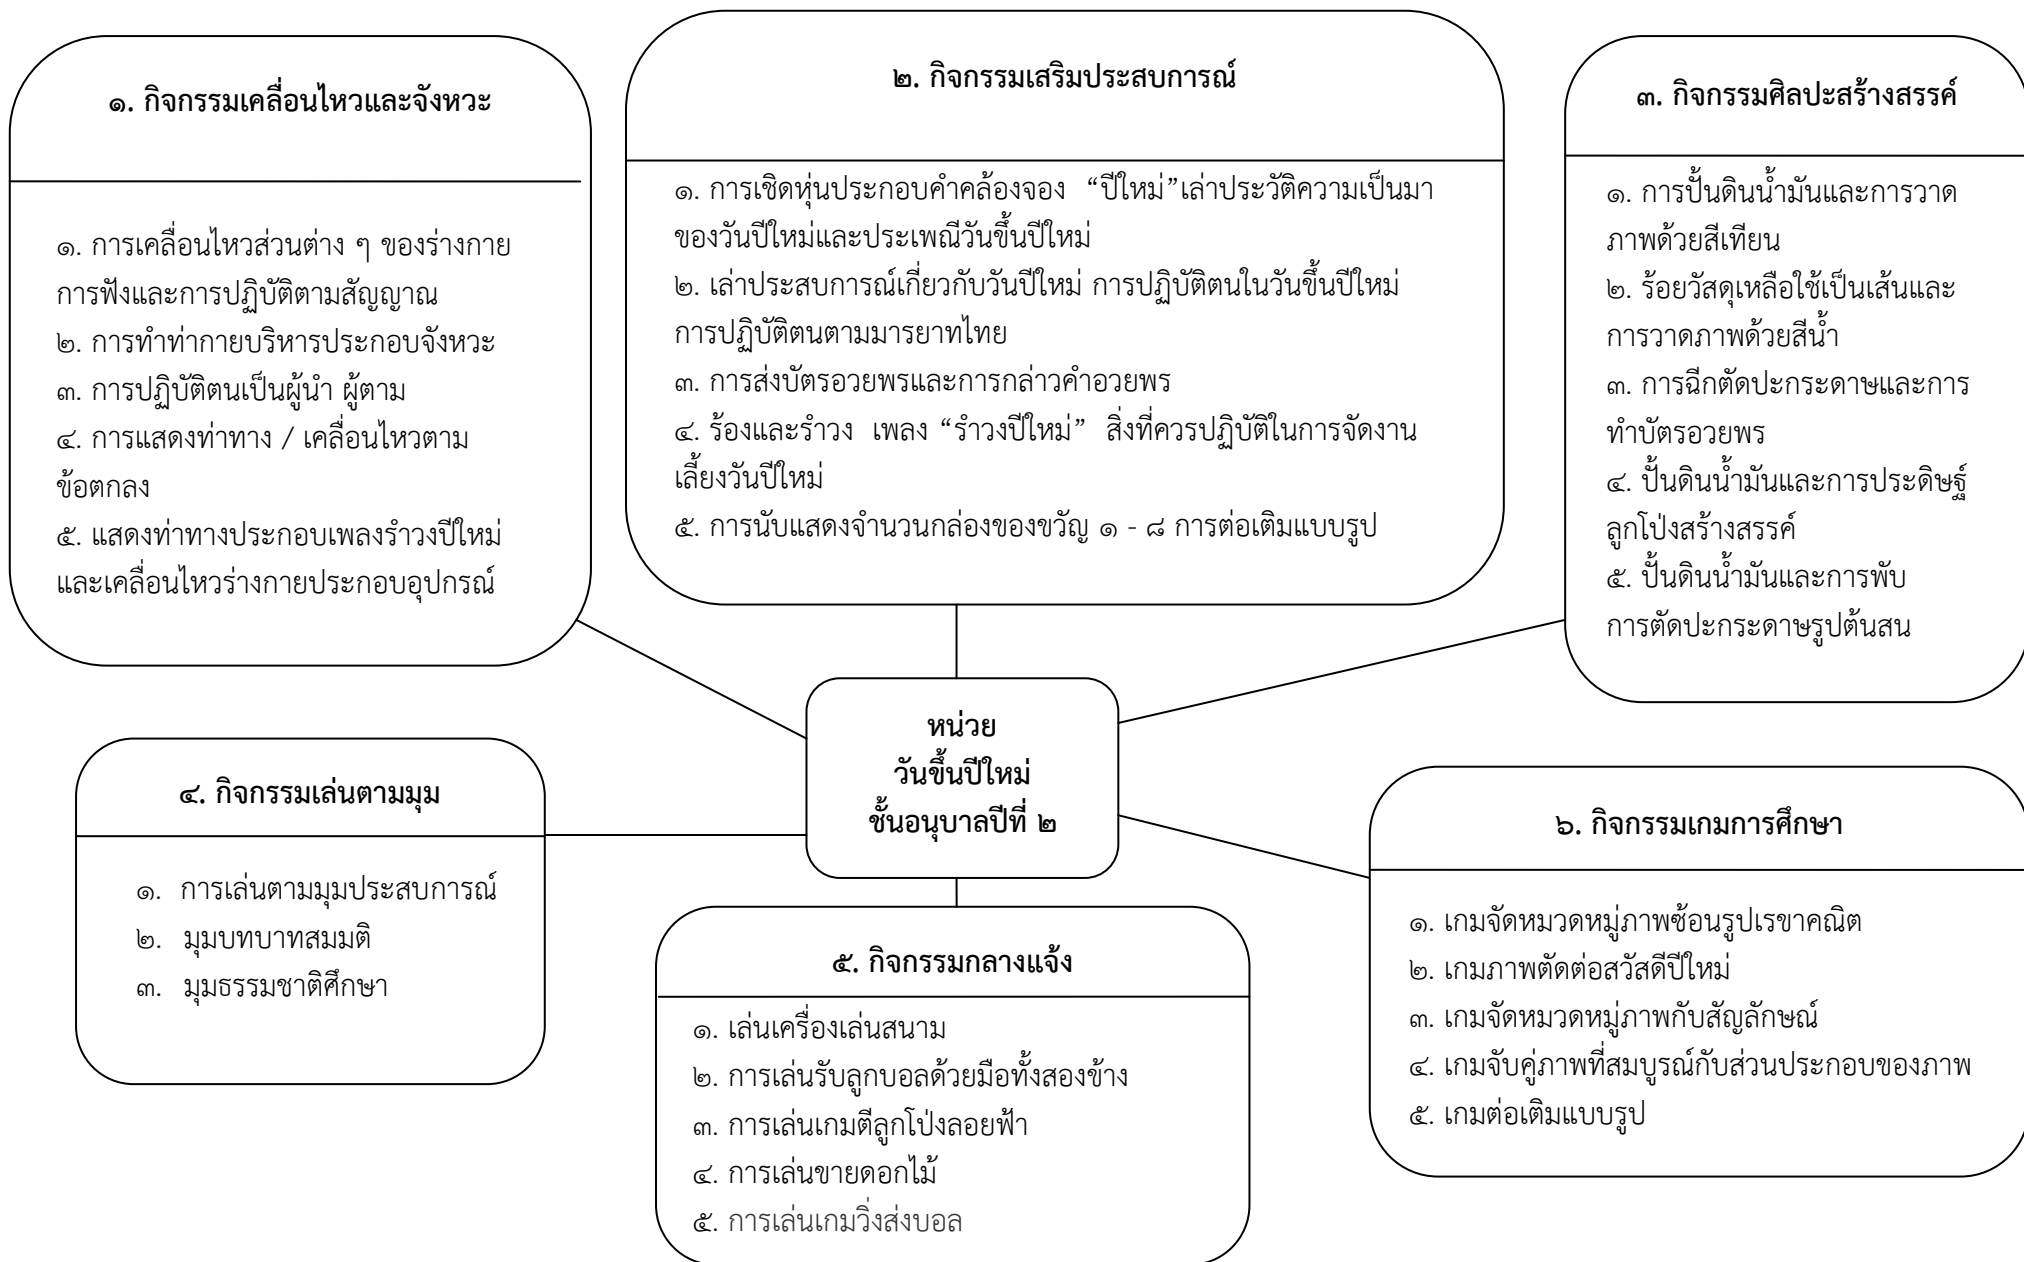 ๑. กิจกรรมเคลื่อนไหวและจังหวะ
๑. การเคลื่อนไหวส่วนต่าง ๆ ของร่างกาย
การฟังและการปฏิบัติตามสัญญาณ
๒. การทำท่ากายบริหารประกอบจังหวะ
๓. การปฏิบัติตนเป็นผู้นำ ผู้ตาม
๔. การแสดงท่าทาง / เคลื่อนไหวตาม
ข้อตกลง
๕. แสดงท่าทางประกอบเพลงรำวงปีใหม่
และเคลื่อนไหวร่างกายประกอบอุปกรณ์
๒. กิจกรรมเสริมประสบการณ์
๑. การเชิดหุ่นประกอบคำคล้องจอง “ปีใหม่”เล่าประวัติความเป็นมา
ของวันปีใหม่และประเพณีวันขึ้นปีใหม่
๒. เล่าประสบการณ์เกี่ยวกับวันปีใหม่ การปฏิบัติตนในวันขึ้นปีใหม่
การปฏิบัติตนตามมารยาทไทย
๓. การส่งบัตรอวยพรและการกล่าวคำอวยพร
๔. ร้องและรำวง เพลง “รำวงปีใหม่” สิ่งที่ควรปฏิบัติในการจัดงาน
เลี้ยงวันปีใหม่
๕. การนับแสดงจำนวนกล่องของขวัญ ๑ - ๘ การต่อเติมแบบรูป
๓. กิจกรรมศิลปะสร้างสรรค์
๑. การปั้นดินน้ำมันและการวาด
ภาพด้วยสีเทียน
๒. ร้อยวัสดุเหลือใช้เป็นเส้นและ
การวาดภาพด้วยสีน้ำ
๓. การฉีกตัดปะกระดาษและการ
ทำบัตรอวยพร
๔. ปั้นดินน้ำมันและการประดิษฐ์
ลูกโป่งสร้างสรรค์
๕. ปั้นดินน้ำมันและการพับ
การตัดปะกระดาษรูปต้นสน
หน่วย
วันขึ้นปีใหม่
ชั้นอนุบาลปีที่ ๒
๔. กิจกรรมเล่นตามมุม
๑. การเล่นตามมุมประสบการณ์
๒. มุมบทบาทสมมติ
๓. มุมธรรมชาติศึกษา
๕. กิจกรรมกลางแจ้ง
๑. เล่นเครื่องเล่นสนาม
๒. การเล่นรับลูกบอลด้วยมือทั้งสองข้าง
๓. การเล่นเกมตีลูกโป่งลอยฟ้า
๔. การเล่นขายดอกไม้
๕. การเล่นเกมวิ่งส่งบอล
๖. กิจกรรมเกมการศึกษา
๑. เกมจัดหมวดหมู่ภาพซ้อนรูปเรขาคณิต
๒. เกมภาพตัดต่อสวัสดีปีใหม่
๓. เกมจัดหมวดหมู่ภาพกับสัญลักษณ์
๔. เกมจับคู่ภาพที่สมบูรณ์กับส่วนประกอบของภาพ
๕. เกมต่อเติมแบบรูป